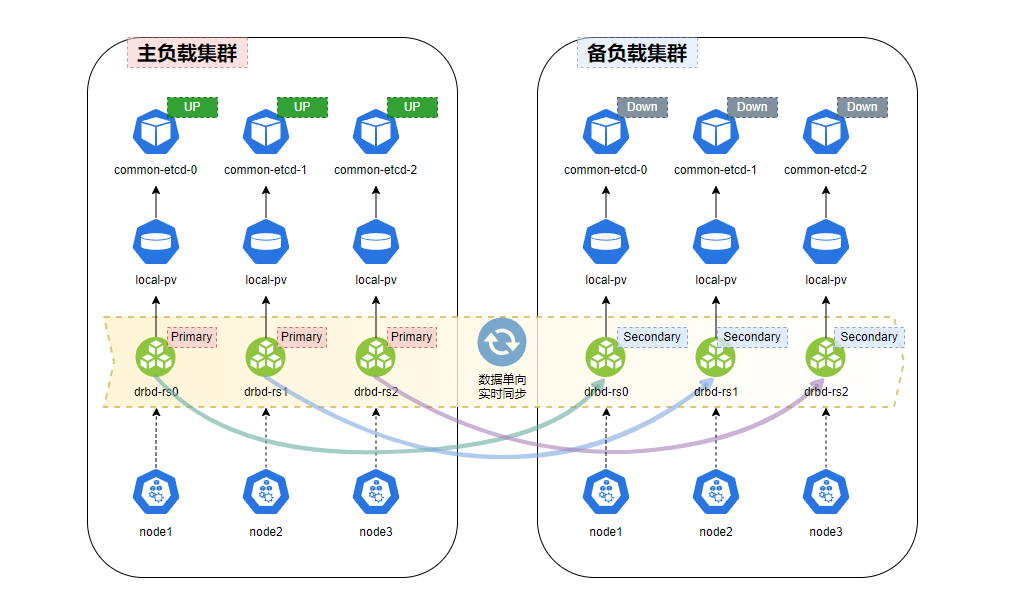 主负载集群
备负载集群
UP
UP
UP
Down
Down
Down
common-etcd-0
common-etcd-1
common-etcd-2
common-etcd-0
common-etcd-1
common-etcd-2
local-pv
local-pv
local-pv
local-pv
local-pv
local-pv
Primary
Primary
Primary
Secondary
Secondary
Secondary
数据单向
实时同步
drbd-rs0
drbd-rs1
drbd-rs2
drbd-rs0
drbd-rs1
drbd-rs2
node1
node2
node3
node1
node2
node3